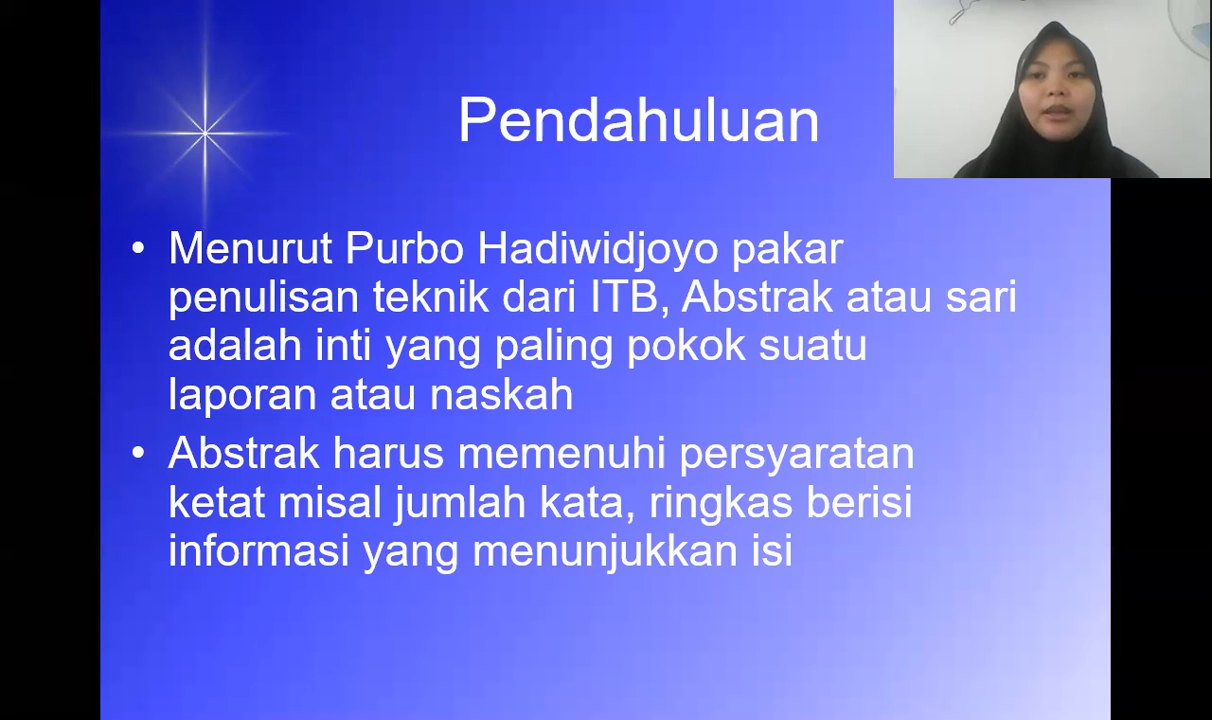 Pendahuluan
• Menurut Purbo Hadiwidjoyo pakar
penulisan teknik dari ITB, Abstrak atau sari
adalah inti yang paling pokok suatu
laporan atau naskah
• Abstrak harus memenuhi persyaratan
ketat misal jumlah kata, ringkas berisi
informasi yang menunjukkan isi